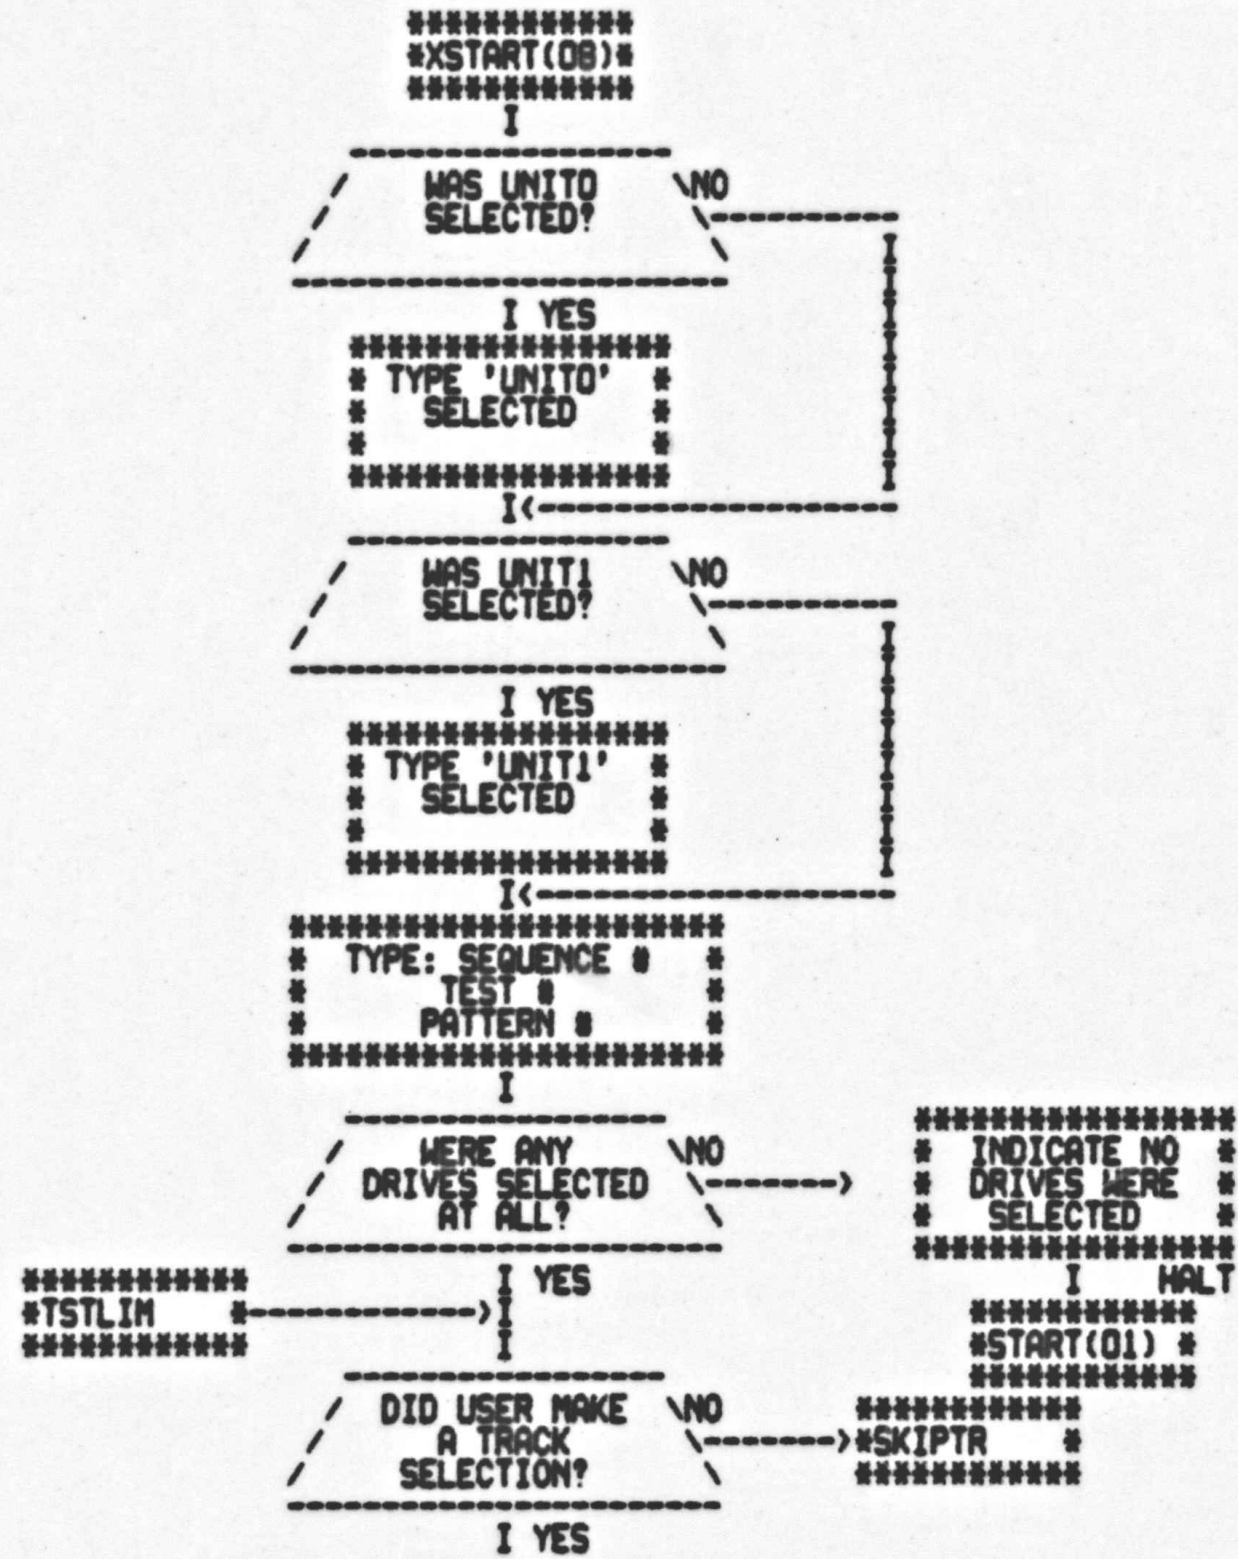 ************
*XSTART(08)*
************
I
-----------------
/ WAS UNIT0 \NO
/ SELECTED? \----------
/ \ I
-----------------------
I YES
*****************
* TYPE 'UNIT0' *
* SELECTED *
* *
*****************
I<-------------------
-----------------
/ WAS UNIT1 \NO
/ SELECTED? \----------
/ \ I
-----------------------
I YES
*****************
* TYPE 'UNIT1' *
* SELECTED *
* *
*****************
I<-------------------
***********************
* TYPE: SEQUENCE # *
* TEST # *
* PATTERN # *
***********************
I
-----------------
/ WERE ANY \NO
/ DRIVES SELECTED \------->
/ AT ALL? \
-----------------------
*****************
* INDICATE NO *
* DRIVES WERE *
* SELECTED *
*****************
I YES
I HALT
************
*TSTLIM *------------->I
************
I
************
*START(01) *
************
-----------------
/ DID USER MAKE \NO
/ A TRACK \-------->
/ SELECTION? \
-----------------------
************
*SKIPTR *
************
I YES